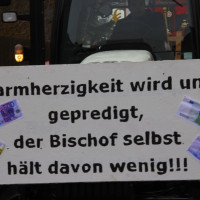 armherzigkeit wird un
gepredigt,
der Bischof selbst
hält davon wenig!!!